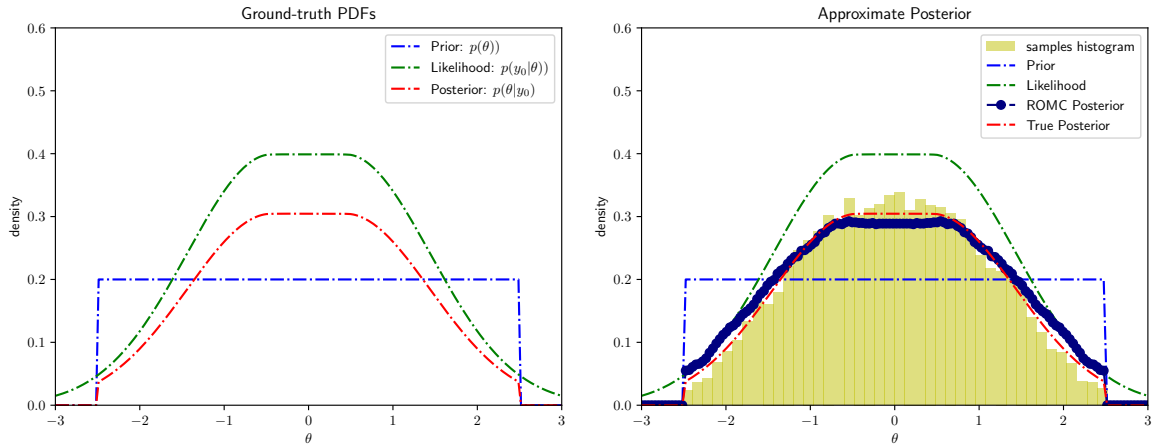 Ground-truth PDFs
0.6
0.5
0.4
0.3
0.2
0.1
0.0
density
−3
−2
−1
0
1
2
3
θ
Prior: p(θ))
Likelihood: p(y₀|θ))
Posterior: p(θ|y₀)
Approximate Posterior
0.6
0.5
0.4
0.3
0.2
0.1
0.0
density
−3
−2
−1
0
1
2
3
θ
samples histogram
Prior
Likelihood
ROMC Posterior
True Posterior